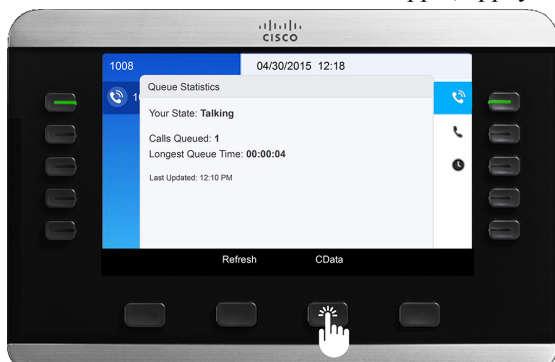 CISCO
1008
04/30/2015 12:18
Queue Statistics
Your State: Talking
Calls Queued: 1
Longest Queue Time: 00:00:04
Last Updated: 12:10 PM
Refresh CData